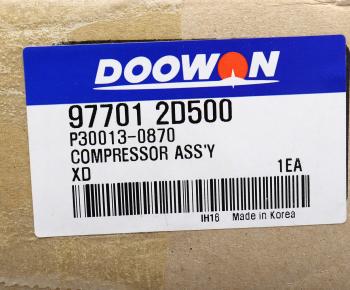 DOOWON
97701 2D500
P30013-0870
COMPRESSOR ASS'Y
XD 1EA
IH16 Made in Korea